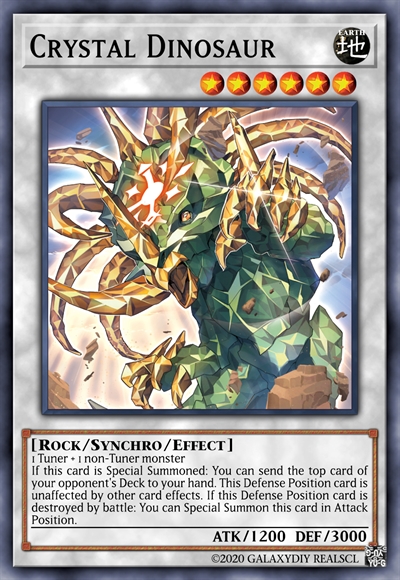 CRYSTAL DINOSAUR
EARTH
地
[ROCK/SYNCHRO/EFFECT]
1 Tuner + 1 non-Tuner monster
If this card is Special Summoned: You can send the top card of
your opponent's Deck to your hand. This Defense Position card is
unaffected by other card effects. If this Defense Position card is
destroyed by battle: You can Special Summon this card in Attack
Position.
ATK/1200 DEF/3000
©2020 GALAXYDIY REALSCL